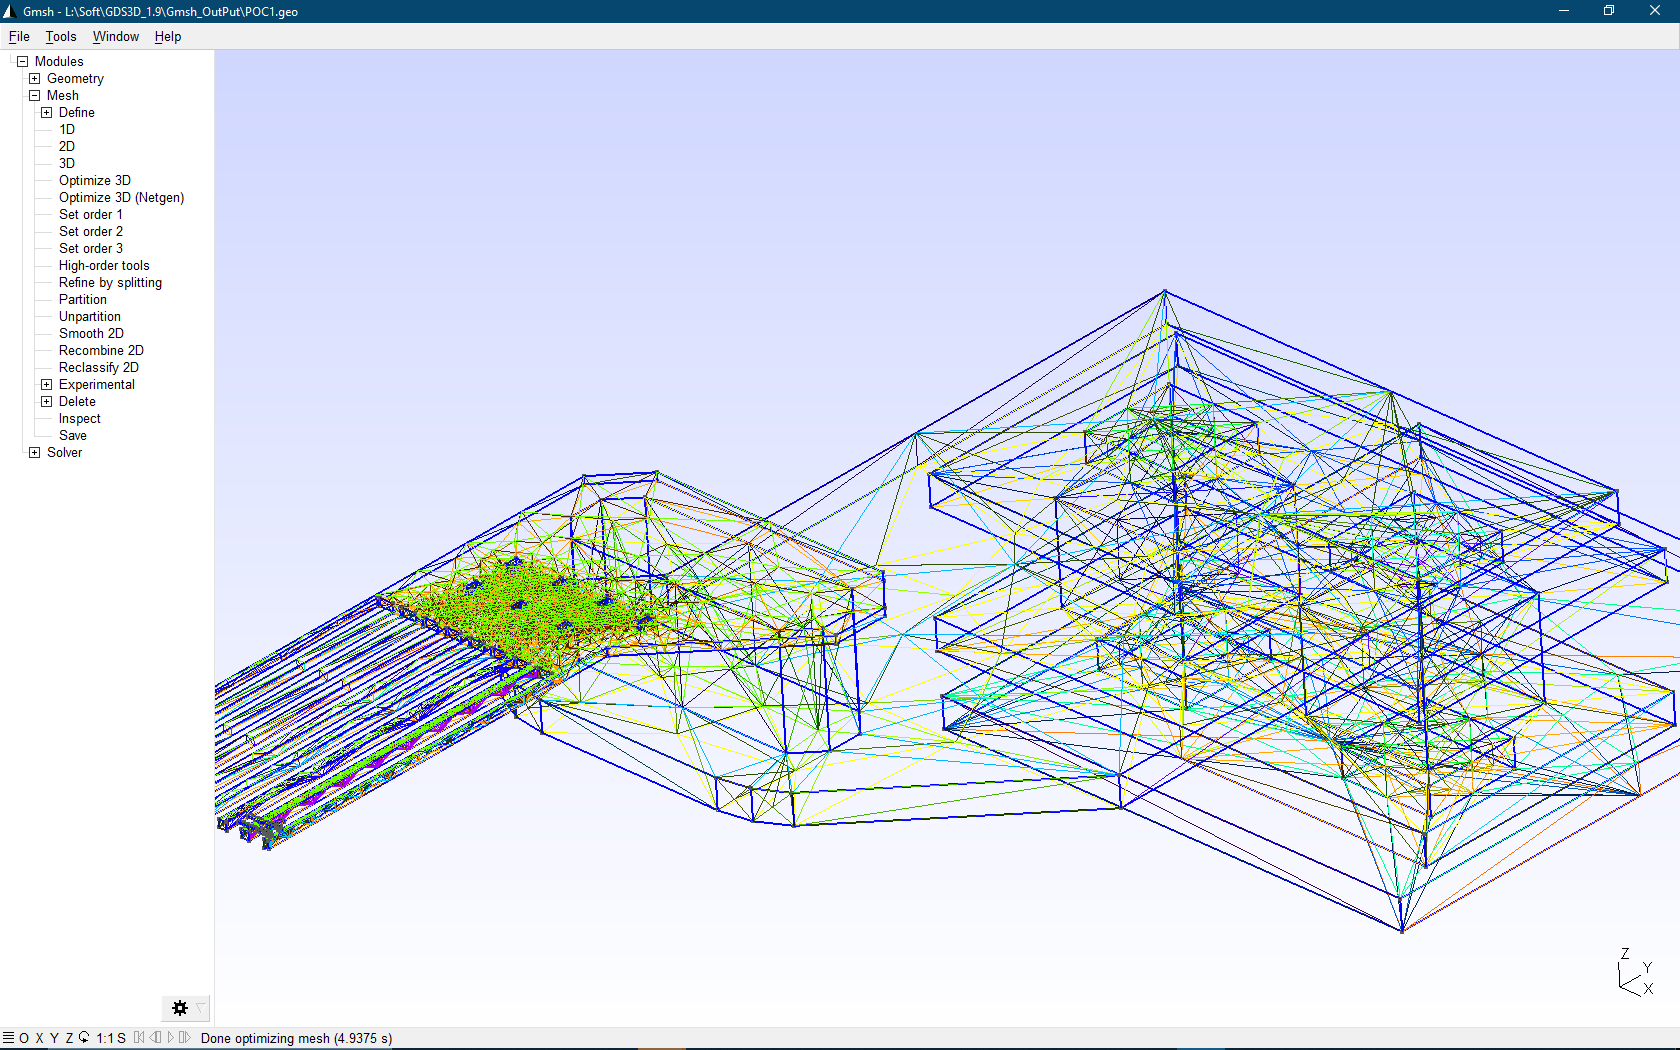 Gmsh - L:\Soft\GDS3D_1.9\Gmsh_OutPut\POC1.geo
File Tools Window Help
Modules
Geometry
Mesh
Define
1D
2D
3D
Optimize 3D
Optimize 3D (Netgen)
Set order 1
Set order 2
Set order 3
High-order tools
Refine by splitting
Partition
Unpartition
Smooth 2D
Recombine 2D
Reclassify 2D
Experimental
Delete
Inspect
Save
Solver
Z
Y
X
O X Y Z 1:1 S Done optimizing mesh (4.9375 s)